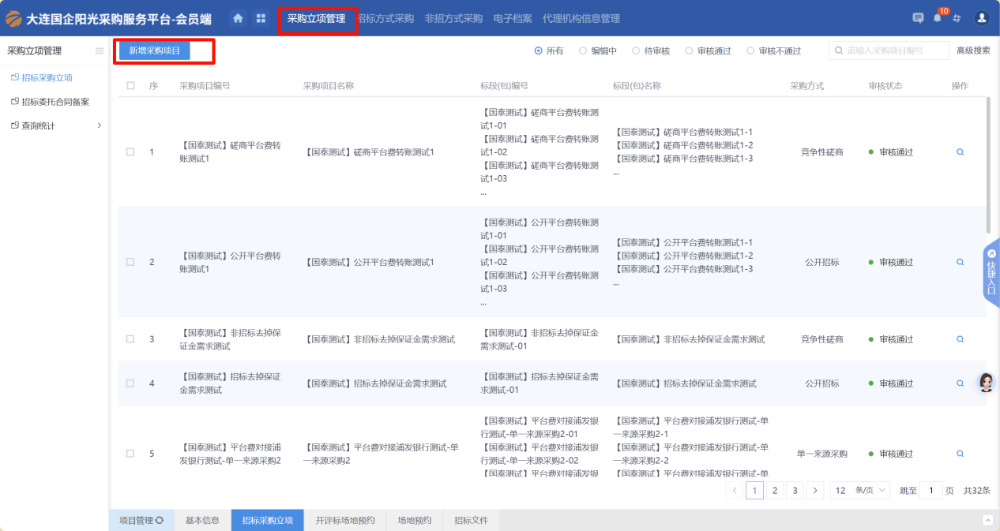 大连国企阳光采购服务平台-会员端
采购立项管理
招标方式采购
非招方式采购
电子档案
代理机构信息管理
10
采购立项管理
招标采购立项
招标委托合同备案
查询统计
新增采购项目
所有
编辑中
待审核
审核通过
审核不通过
请输入采购项目编号
高级搜索
序
采购项目编号
采购项目名称
标段(包)编号
标段(包)名称
采购方式
审核状态
操作
1
【国泰测试】磋商平台费转
账测试1
【国泰测试】磋商平台费转账测试1
【国泰测试】磋商平台费转账测
试1-01
【国泰测试】磋商平台费转账测
试1-02
【国泰测试】磋商平台费转账测
试1-03
...
【国泰测试】磋商平台费转账测试1-1
【国泰测试】磋商平台费转账测试1-2
【国泰测试】磋商平台费转账测试1-3
...
竞争性磋商
审核通过
2
【国泰测试】公开平台费转
账测试1
【国泰测试】公开平台费转账测试1
【国泰测试】公开平台费转账测
试1-01
【国泰测试】公开平台费转账测
试1-02
【国泰测试】公开平台费转账测
试1-03
...
【国泰测试】公开平台费转账测试1-1
【国泰测试】公开平台费转账测试1-2
【国泰测试】公开平台费转账测试1-3
...
公开招标
审核通过
3
【国泰测试】非招标去掉保
证金需求测试
【国泰测试】非招标去掉保证金需求测试
【国泰测试】非招标去掉保证金
需求测试-01
【国泰测试】非招标去掉保证金需求测试
竞争性磋商
审核通过
4
【国泰测试】招标去掉保证
金需求测试
【国泰测试】招标去掉保证金需求测试
【国泰测试】招标去掉保证金需
求测试-01
【国泰测试】招标去掉保证金需求测试
公开招标
审核通过
5
【国泰测试】平台费对接浦
发银行测试-单一来源采购2
【国泰测试】平台费对接浦发银行测试-单
一来源采购2
【国泰测试】平台费对接浦发银
行测试-单一来源采购2-01
【国泰测试】平台费对接浦发银
行测试-单一来源采购2-02
【国泰测试】平台费对接浦发银
【国泰测试】平台费对接浦发银行测试-单
一来源采购2-1
【国泰测试】平台费对接浦发银行测试-单
一来源采购2-2
【国泰测试】平台费对接浦发银行测试-单
单一来源采购
审核通过
快捷入口
1
2
3
12 条/页
跳至
1
页
共32条
项目管理
基本信息
招标采购立项
开评标场地预约
场地预约
招标文件